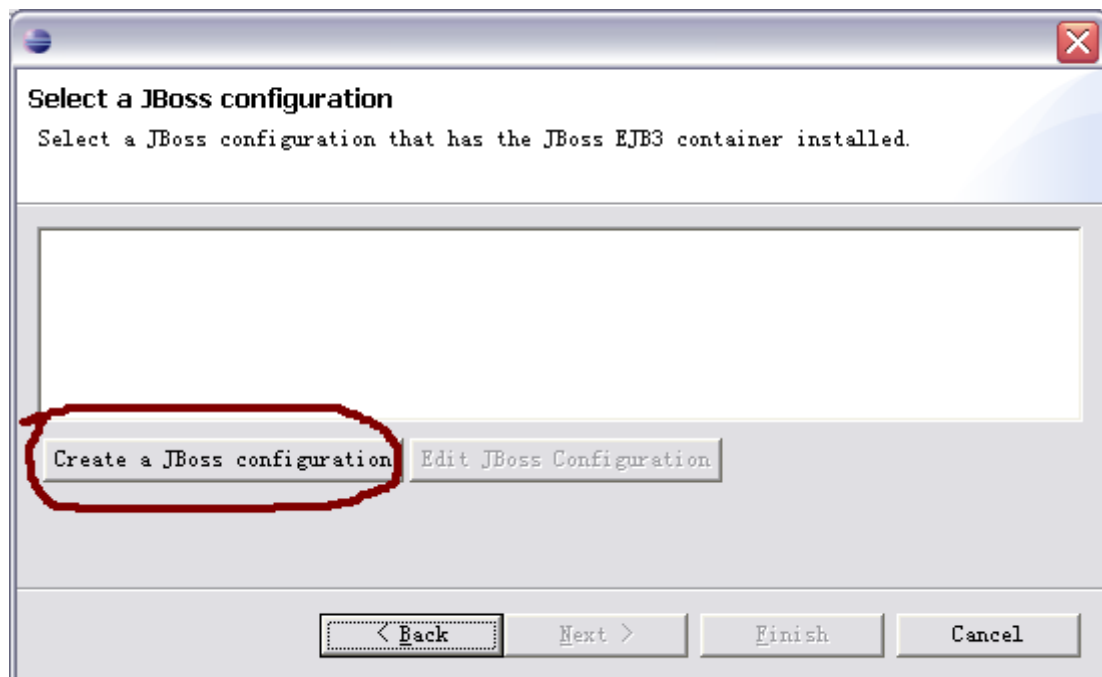 Select a JBoss configuration
Select a JBoss configuration that has the JBoss EJB3 container installed.
Create a JBoss configuration Edit JBoss Configuration
< Back Next > Finish Cancel